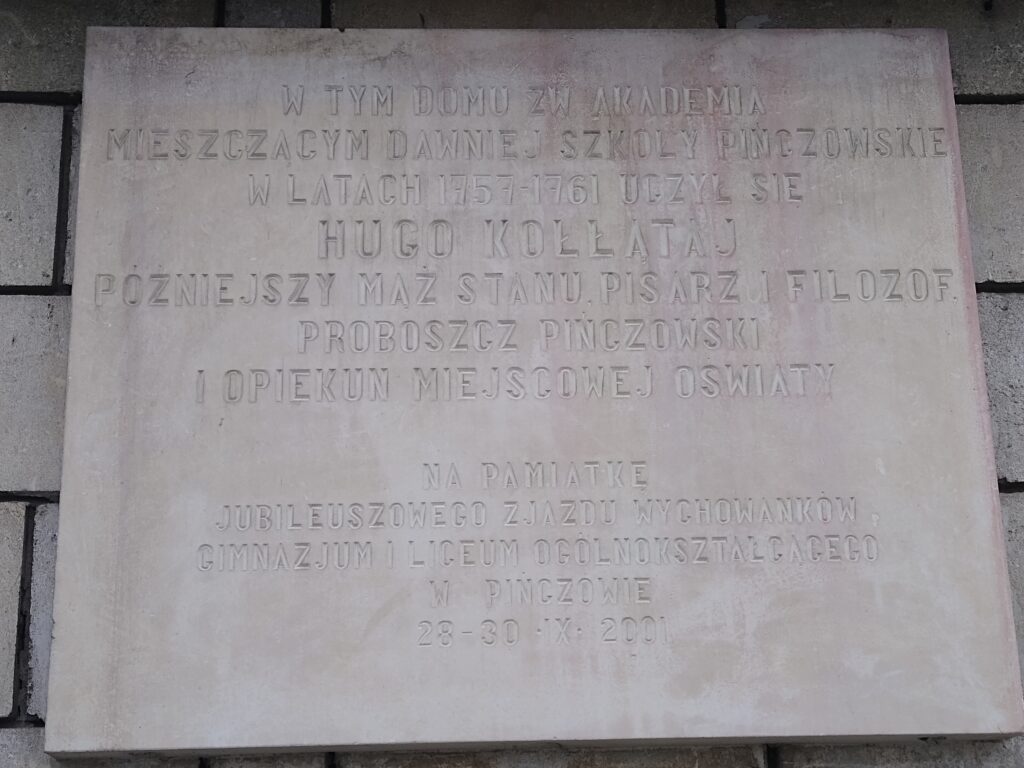 W TYM DOMU ZW AKADEMIA
MIESZCZĄCYM DAWNIEJ SZKOŁY PIŃCZOWSKIE
W LATACH 1757-1761 UCZYŁ SIĘ
HUGO KOŁŁĄTAJ
PÓŹNIEJSZY MĄŻ STANU, PISARZ I FILOZOF,
PROBOSZCZ PIŃCZOWSKI
I OPIEKUN MIEJSCOWEJ OŚWIATY
NA PAMIĄTKĘ
JUBILEUSZOWEGO ZJAZDU WYCHOWANKÓW
GIMNAZJUM I LICEUM OGÓLNOKSZTAŁCĄCEGO
W PIŃCZOWIE
28-30 ·IX· 2001